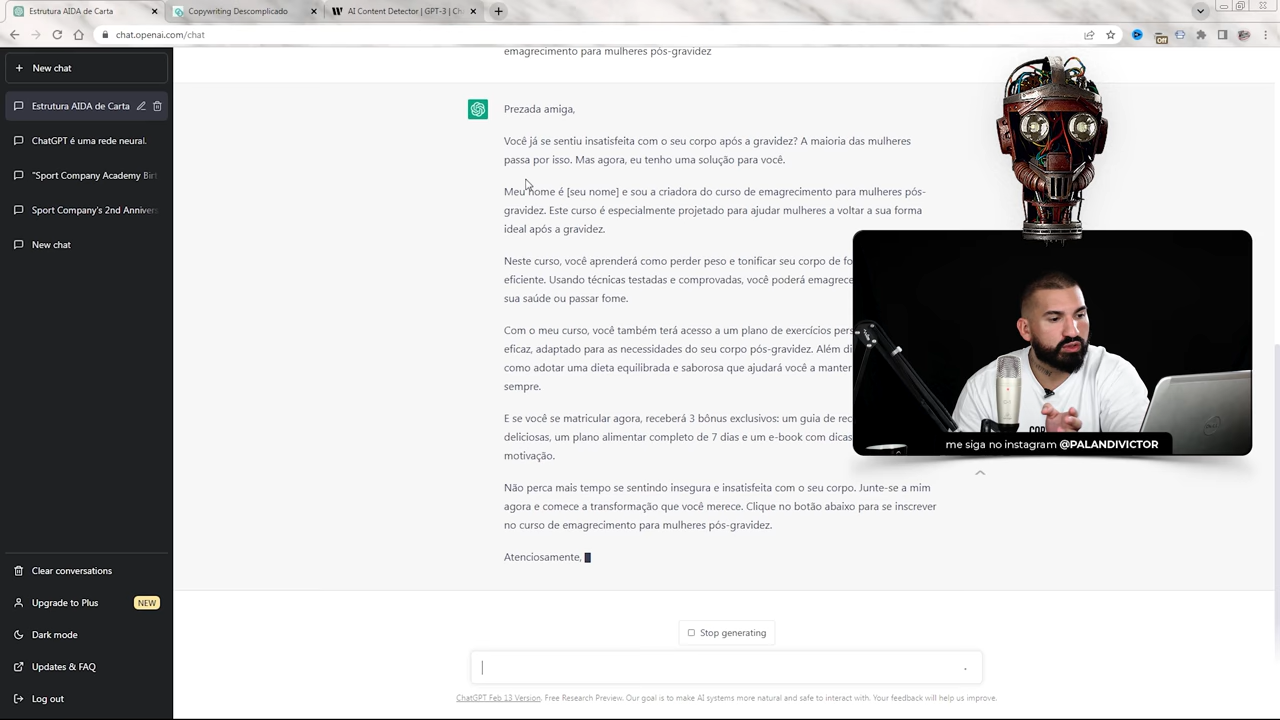 ChatGPT
Copywriting Descomplicado
AI Content Detector | GPT-3 | Ch
chat.openai.com/chat
Off
New chat
Estrutura AIDA de Carta
ChatGPT é uma rede neural.
"Sport Company Academy Birt
Sport Company's 2nd Annivers
New chat
Clear conversations
Upgrade to Plus
NEW
Dark mode
Updates & FAQ
Log out
emagrecimento para mulheres pós-gravidez
Prezada amiga,
Você já se sentiu insatisfeita com o seu corpo após a gravidez? A maioria das mulheres
passa por isso. Mas agora, eu tenho uma solução para você.
Meu nome é [seu nome] e sou a criadora do curso de emagrecimento para mulheres pós-
gravidez. Este curso é especialmente projetado para ajudar mulheres a voltar a sua forma
ideal após a gravidez.
Neste curso, você aprenderá como perder peso e tonificar seu corpo de fo
eficiente. Usando técnicas testadas e comprovadas, você poderá emagrece
sua saúde ou passar fome.
Com o meu curso, você também terá acesso a um plano de exercícios pers
eficaz, adaptado para as necessidades do seu corpo pós-gravidez. Além di
como adotar uma dieta equilibrada e saborosa que ajudará você a manter
sempre.
E se você se matricular agora, receberá 3 bônus exclusivos: um guia de rec
deliciosas, um plano alimentar completo de 7 dias e um e-book com dicas
motivação.
Não perca mais tempo se sentindo insegura e insatisfeita com o seu corpo. Junte-se a mim
agora e comece a transformação que você merece. Clique no botão abaixo para se inscrever
no curso de emagrecimento para mulheres pós-gravidez.
Atenciosamente,
me siga no instagram @PALANDIVICTOR
Stop generating
ChatGPT Feb 13 Version. Free Research Preview. Our goal is to make AI systems more natural and safe to interact with. Your feedback will help us improve.